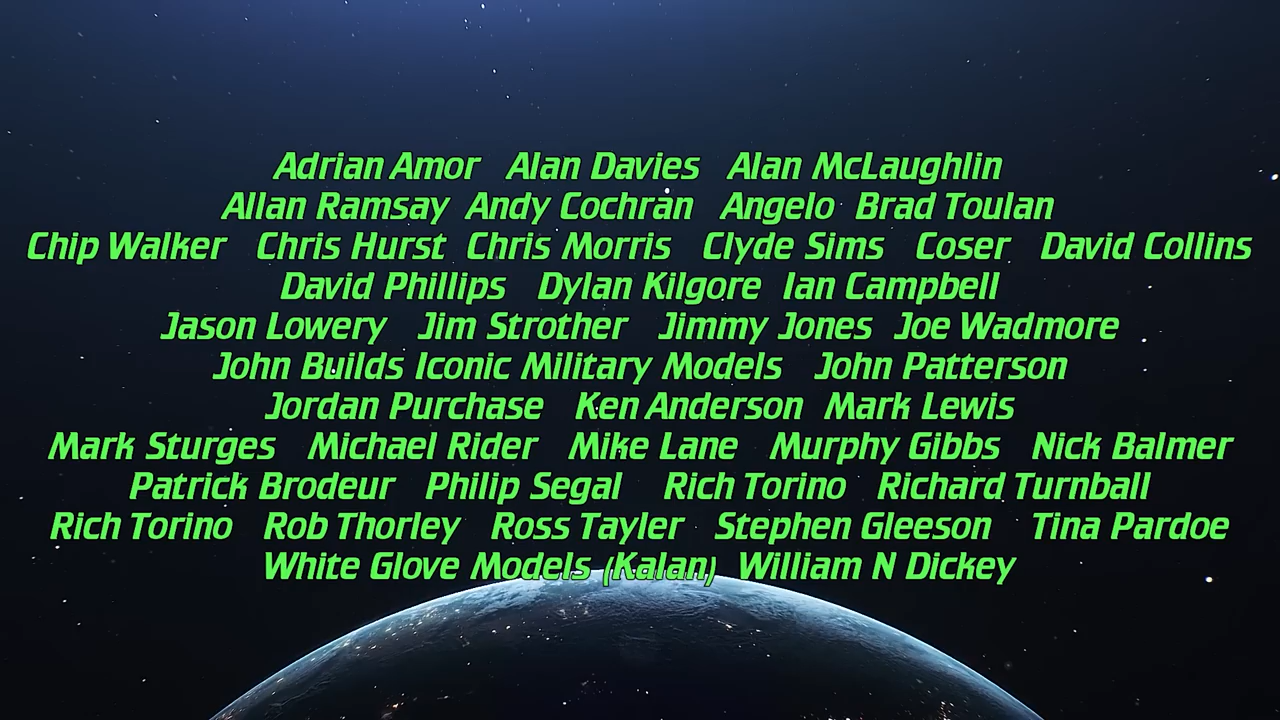 Adrian Amor Alan Davies Alan McLaughlin
Allan Ramsay Andy Cochran Angelo Brad Toulan
Chip Walker Chris Hurst Chris Morris Clyde Sims Coser David Collins
David Phillips Dylan Kilgore Ian Campbell
Jason Lowery Jim Strother Jimmy Jones Joe Wadmore
John Builds Iconic Military Models John Patterson
Jordan Purchase Ken Anderson Mark Lewis
Mark Sturges Michael Rider Mike Lane Murphy Gibbs Nick Balmer
Patrick Brodeur Philip Segal Rich Torino Richard Turnball
Rich Torino Rob Thorley Ross Tayler Stephen Gleeson Tina Pardoe
White Glove Models (Kalan) William N Dickey